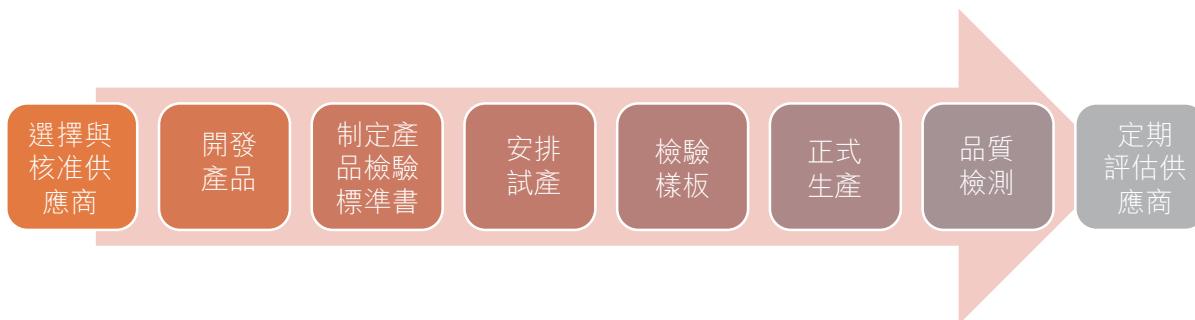 選擇與
核准供
應商
開發
產品
制定產
品檢驗
標準書
安排
試產
檢驗
樣板
正式
生產
品質
檢測
定期
評估供
應商